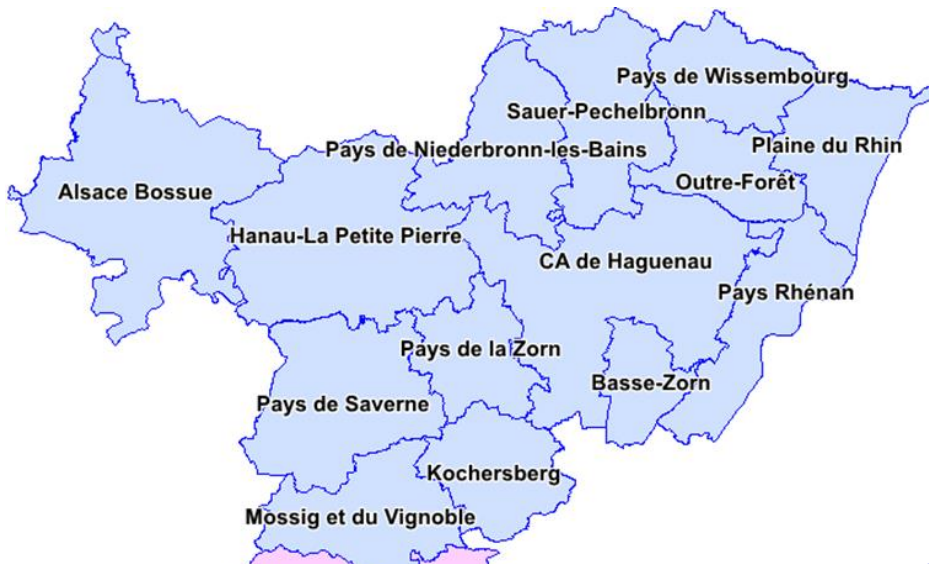 Pays de Wissembourg
Sauer-Pechelbronn
Plaine du Rhin
Pays de Niederbronn-les-Bains
Outre-Forêt
Alsace Bossue
Hanau-La Petite Pierre
CA de Haguenau
Pays Rhénan
Pays de la Zorn
Basse-Zorn
Pays de Saverne
Kochersberg
Mossig et du Vignoble